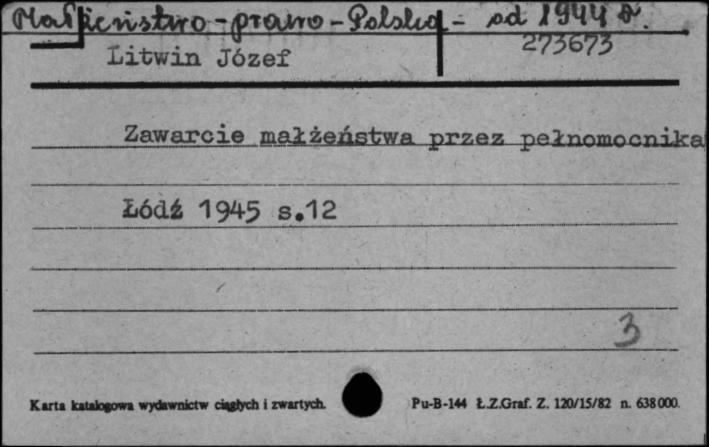 Małżeństwo - prawo - Polska - od 1944 r.
Litwin Józef
273673
Zawarcie małżeństwa przez pełnomocnika
Łódź 1945 s.12
3
Karta katalogowa wydawnictw ciągłych i zwartych.
Pu-B-144 Ł.Z.Graf. Z. 120/15/82 n. 638000.